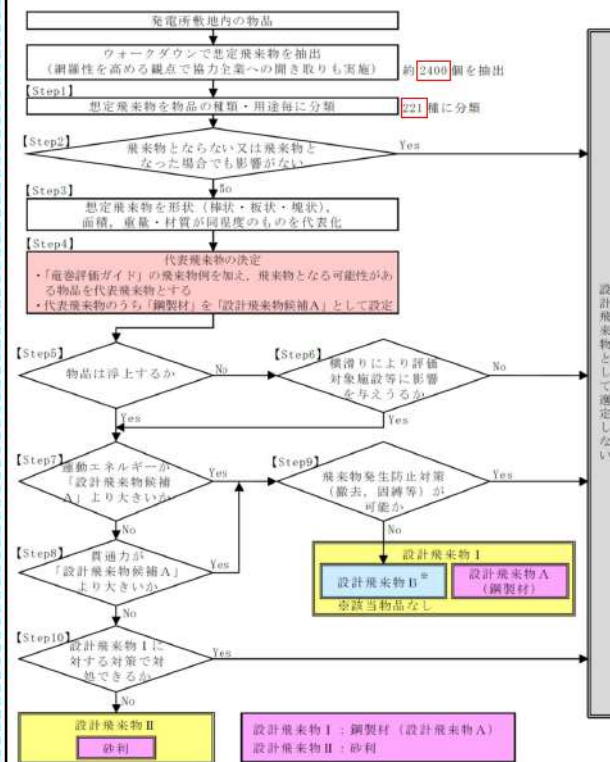 発電所敷地内の物品
ウォークダウンで想定飛来物を抽出
(網羅性を高める観点で協力企業への聞き取りも実施)
約 2400 個を抽出
【Step1】
想定飛来物を物品の種類・用途毎に分類
221 種に分類
【Step2】
飛来物とならない又は飛来物と
なった場合でも影響がない
Yes
No
【Step3】
想定飛来物を形状(棒状・板状・塊状),
面積,重量・材質が同程度のものを代表化
【Step4】
代表飛来物の決定
・「竜巻評価ガイド」の飛来物例を加え,飛来物となる可能性があ
る物品を代表飛来物とする
・代表飛来物のうち「鋼製材」を「設計飛来物候補A」として設定
【Step5】
物品は浮上するか
No
Yes
【Step6】
横滑りにより評価
対象施設等に影響
を与えうるか
No
Yes
【Step7】
運動エネルギーが
「設計飛来物候補
A」より大きいか
Yes
No
【Step8】
貫通力が
「設計飛来物候補A」
より大きいか
Yes
No
【Step9】
飛来物発生防止対策
(撤去,固縛等)が
可能か
Yes
No
設計飛来物Ⅰ
設計飛来物B※
設計飛来物A
(鋼製材)
※該当物品なし
【Step10】
設計飛来物Ⅰに
対する対策で対
処できるか
Yes
No
設計飛来物Ⅱ
砂利
設計飛来物Ⅰ:鋼製材(設計飛来物A)
設計飛来物Ⅱ:砂利
設計飛来物として選定しない